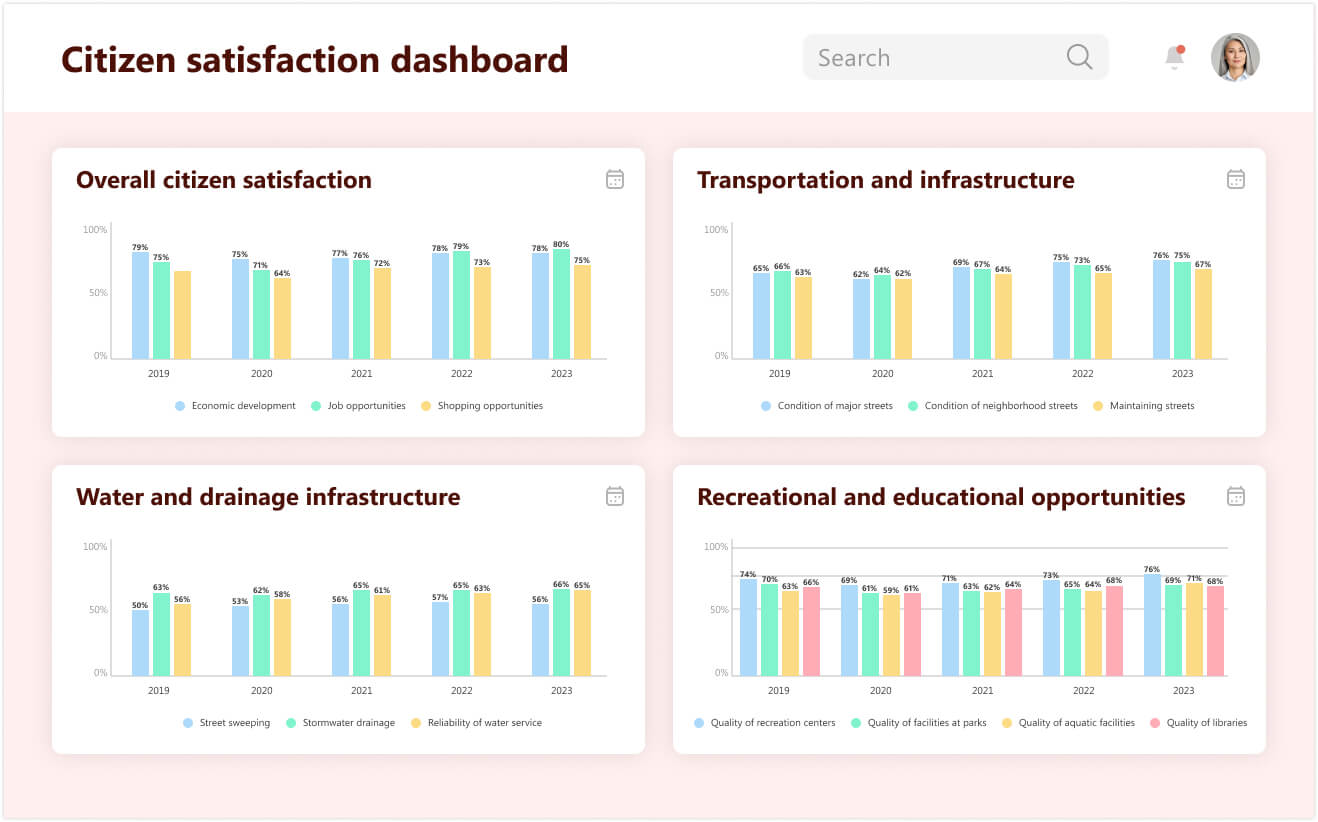 Citizen satisfaction dashboard
Search
Overall citizen satisfaction
100%
50%
0%
79% 75%
75% 71% 64%
77% 76% 72%
78% 79% 73%
78% 80% 75%
2019 2020 2021 2022 2023
Economic development Job opportunities Shopping opportunities
Transportation and infrastructure
100%
50%
0%
65% 66% 63%
62% 64% 62%
69% 67% 64%
75% 73% 65%
76% 75% 67%
2019 2020 2021 2022 2023
Condition of major streets Condition of neighborhood streets Maintaining streets
Water and drainage infrastructure
100%
50%
0%
50% 63% 56%
53% 62% 58%
56% 65% 61%
57% 65% 63%
56% 66% 65%
2019 2020 2021 2022 2023
Street sweeping Stormwater drainage Reliability of water service
Recreational and educational opportunities
100%
50%
0%
74% 70% 63% 66%
69% 61% 59% 61%
71% 63% 62% 64%
73% 65% 64% 68%
76% 69% 71% 68%
2019 2020 2021 2022 2023
Quality of recreation centers Quality of facilities at parks Quality of aquatic facilities Quality of libraries